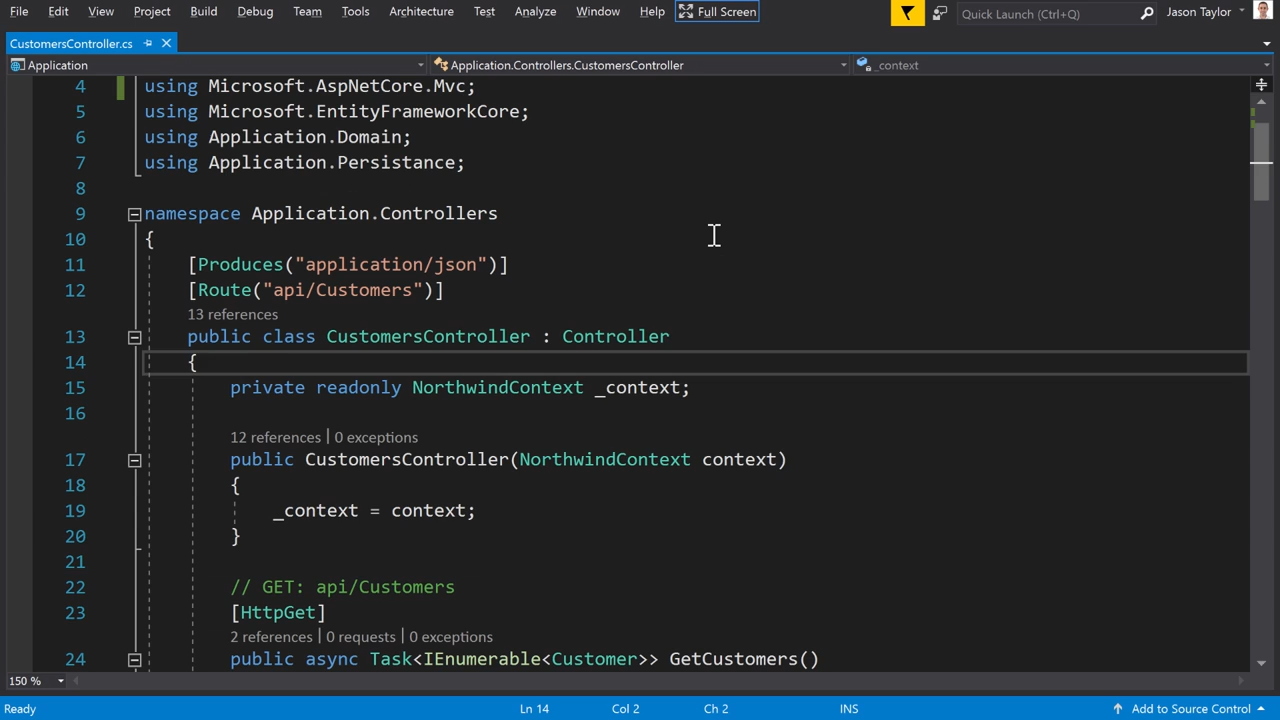 File Edit View Project Build Debug Team Tools Architecture Test Analyze Window Help Full Screen Quick Launch (Ctrl+Q) Jason Taylor
CustomersController.cs
Application Application.Controllers.CustomersController _context
4 using Microsoft.AspNetCore.Mvc;
5 using Microsoft.EntityFrameworkCore;
6 using Application.Domain;
7 using Application.Persistance;
8
9 namespace Application.Controllers
10 {
11 [Produces("application/json")]
12 [Route("api/Customers")]
13 references
13 public class CustomersController : Controller
14 {
15 private readonly NorthwindContext _context;
16
12 references | 0 exceptions
17 public CustomersController(NorthwindContext context)
18 {
19 _context = context;
20 }
21
22 // GET: api/Customers
23 [HttpGet]
2 references | 0 requests | 0 exceptions
24 public async Task<IEnumerable<Customer>> GetCustomers()
150 %
Ready Ln 14 Col 2 Ch 2 INS Add to Source Control